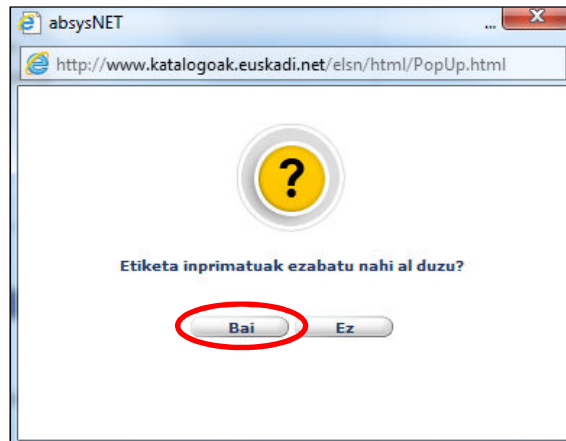 absysNET ... X
http://www.katalogoak.euskadi.net/elsn/html/PopUp.html
?
Etiketa inprimatuak ezabatu nahi al duzu?
Bai Ez